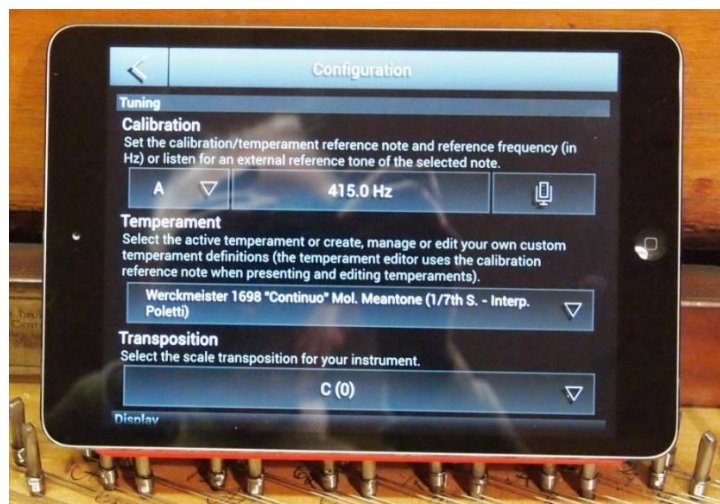 Configuration
Tuning
Calibration
Set the calibration/temperament reference note and reference frequency (in
Hz) or listen for an external reference tone of the selected note.
A 415.0 Hz
Temperament
Select the active temperament or create, manage or edit your own custom
temperament definitions (the temperament editor uses the calibration
reference note when presenting and editing temperaments).
Werckmeister 1698 "Continuo" Mol. Meantone (1/7th S. - Interp.
Poletti)
Transposition
Select the scale transposition for your instrument.
C (0)
Display